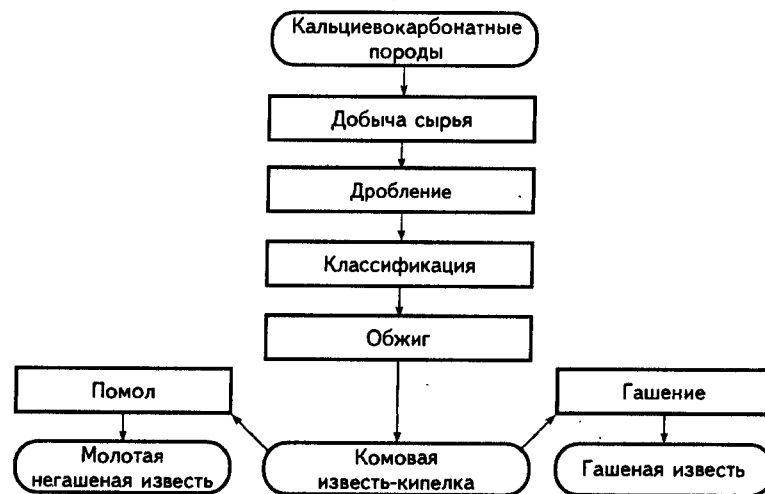 Кальциевокарбонатные
породы
Добыча сырья
Дробление
Классификация
Обжиг
Помол
Гашение
Молотая
негашеная известь
Комовая
известь-кипелка
Гашеная известь